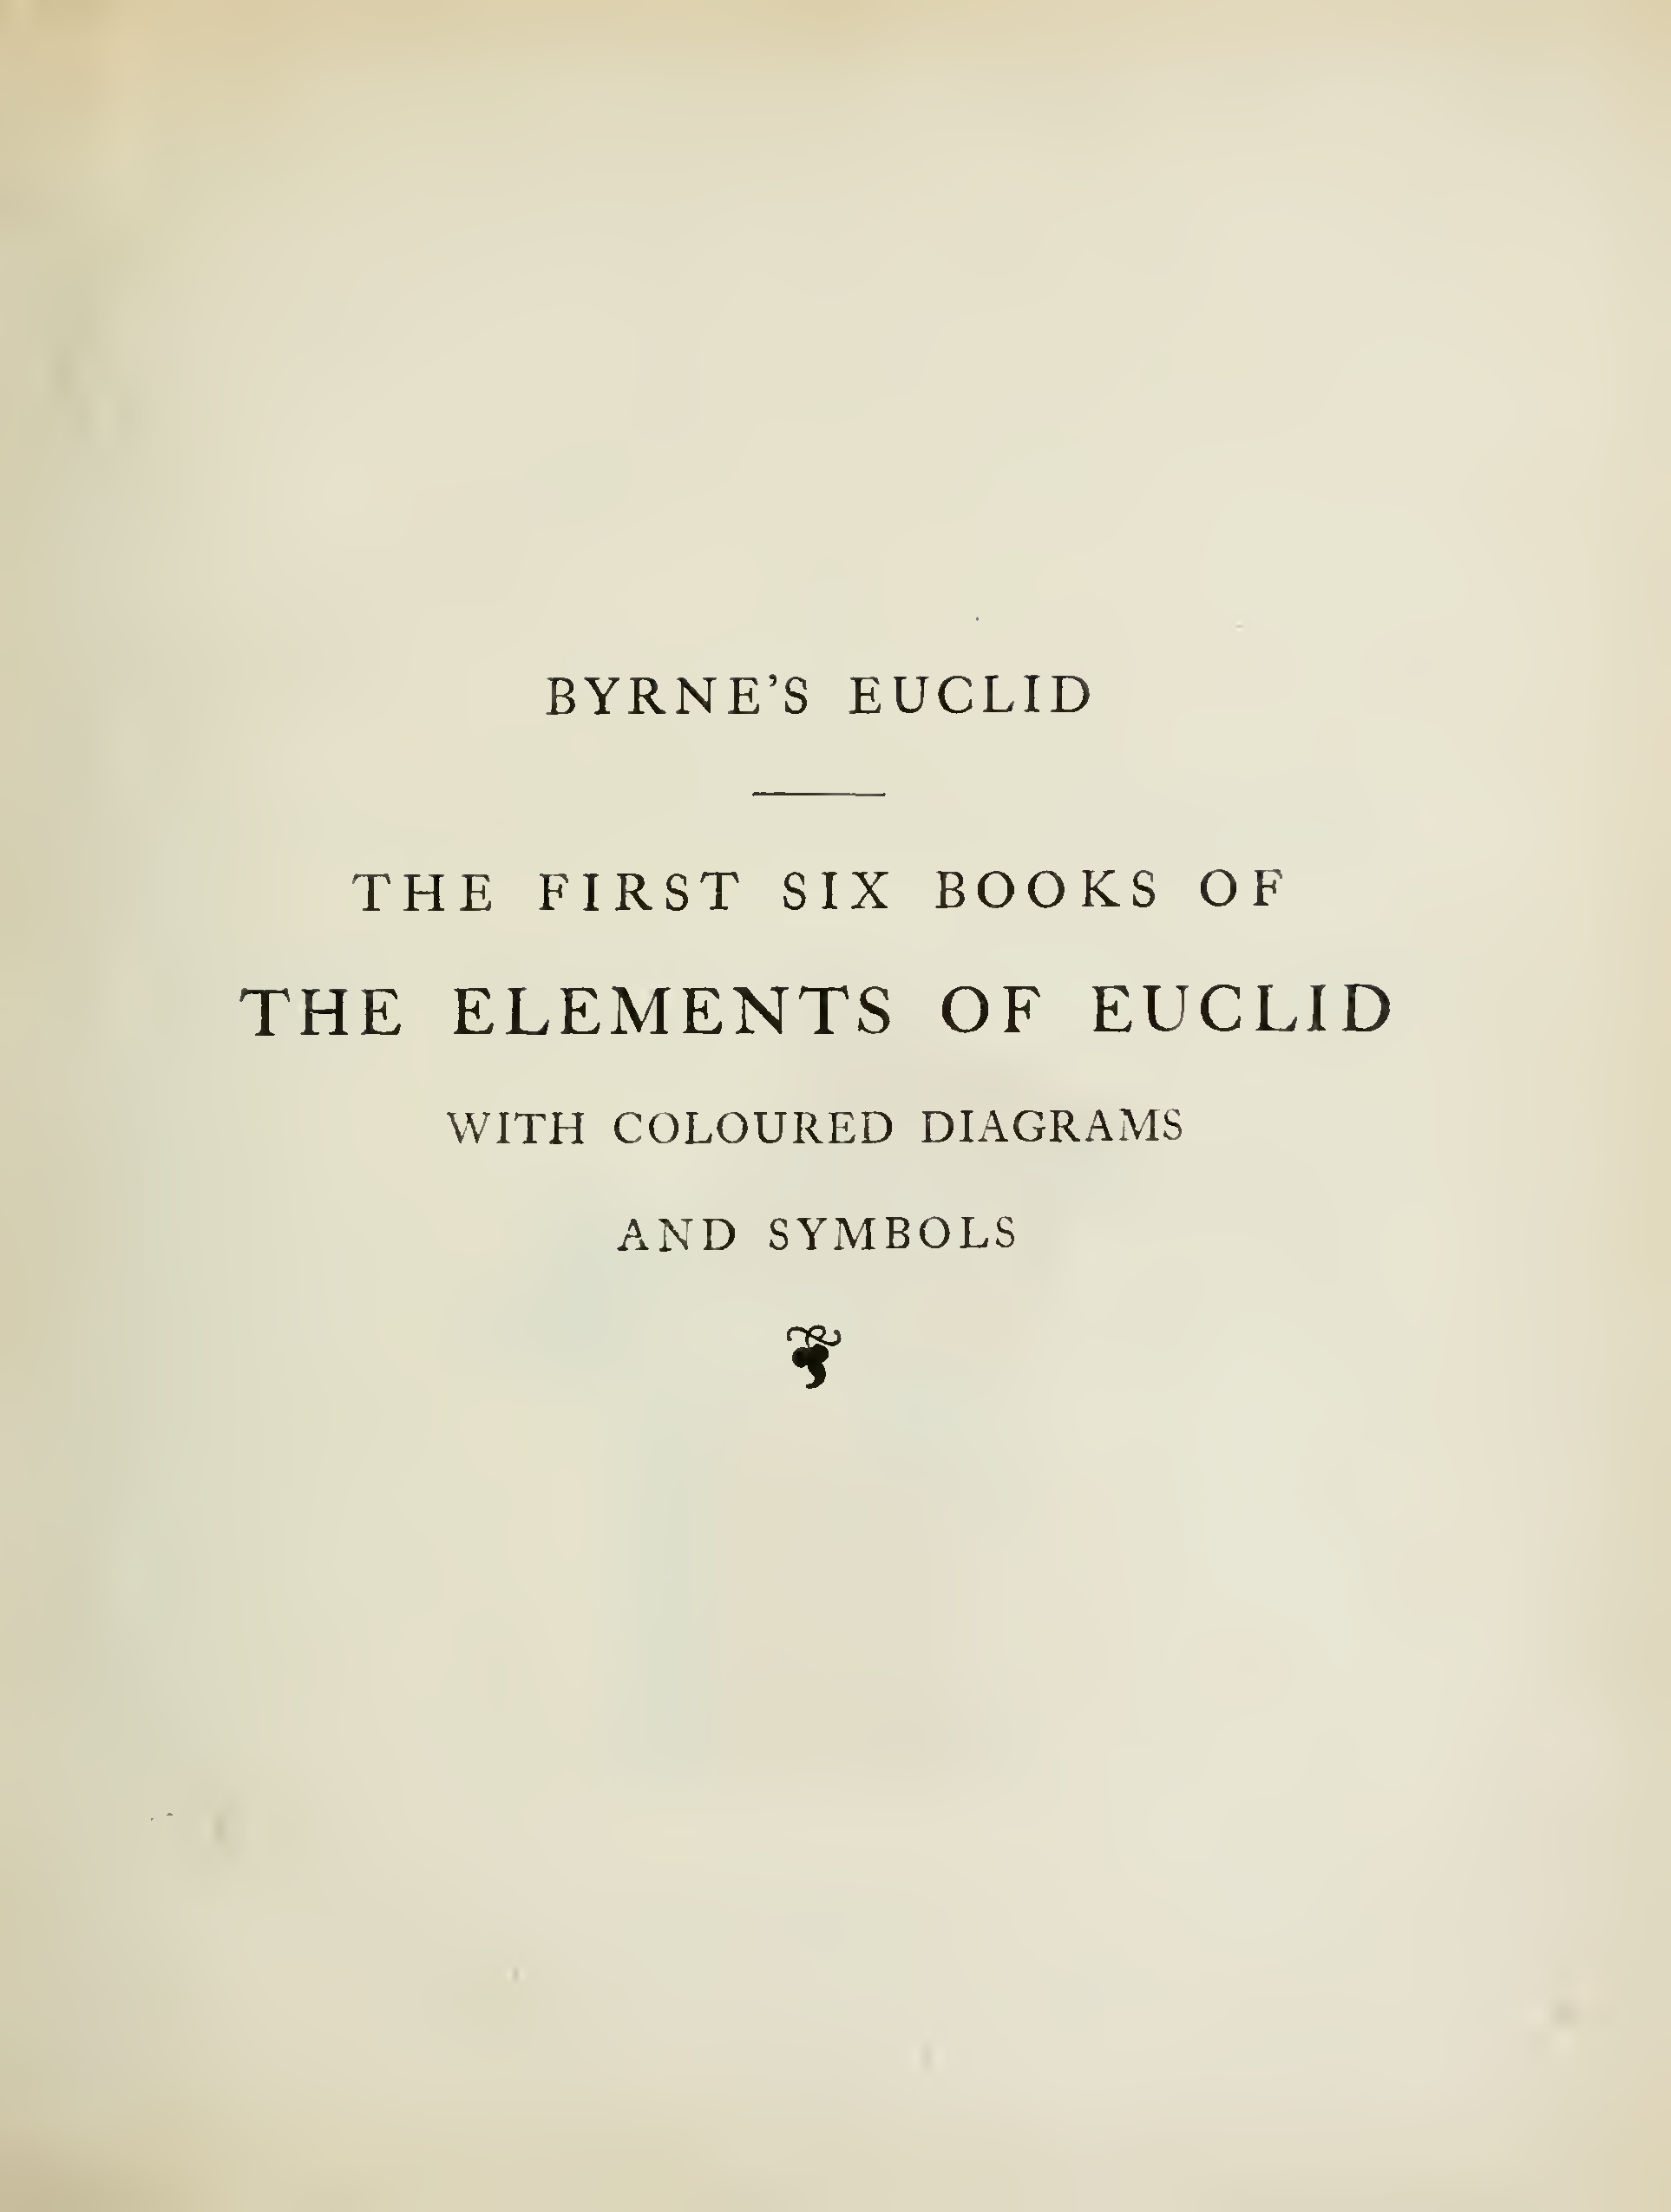 BYRNE'S EUCLID
THE FIRST SIX BOOKS OF
THE ELEMENTS OF EUCLID
WITH COLOURED DIAGRAMS
AND SYMBOLS